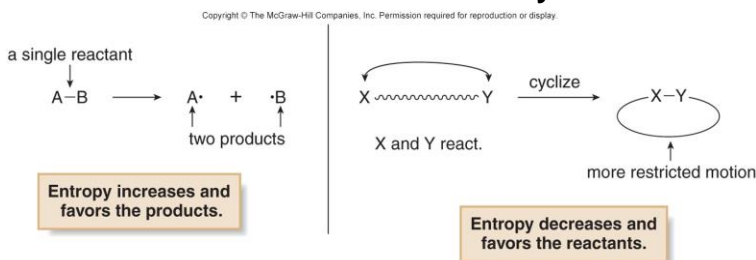 Copyright © The McGraw-Hill Companies, Inc. Permission required for reproduction or display.
a single reactant
A–B
A· + ·B
two products
Entropy increases and
favors the products.
X Y
X and Y react.
cyclize
X–Y
more restricted motion
Entropy decreases and
favors the reactants.